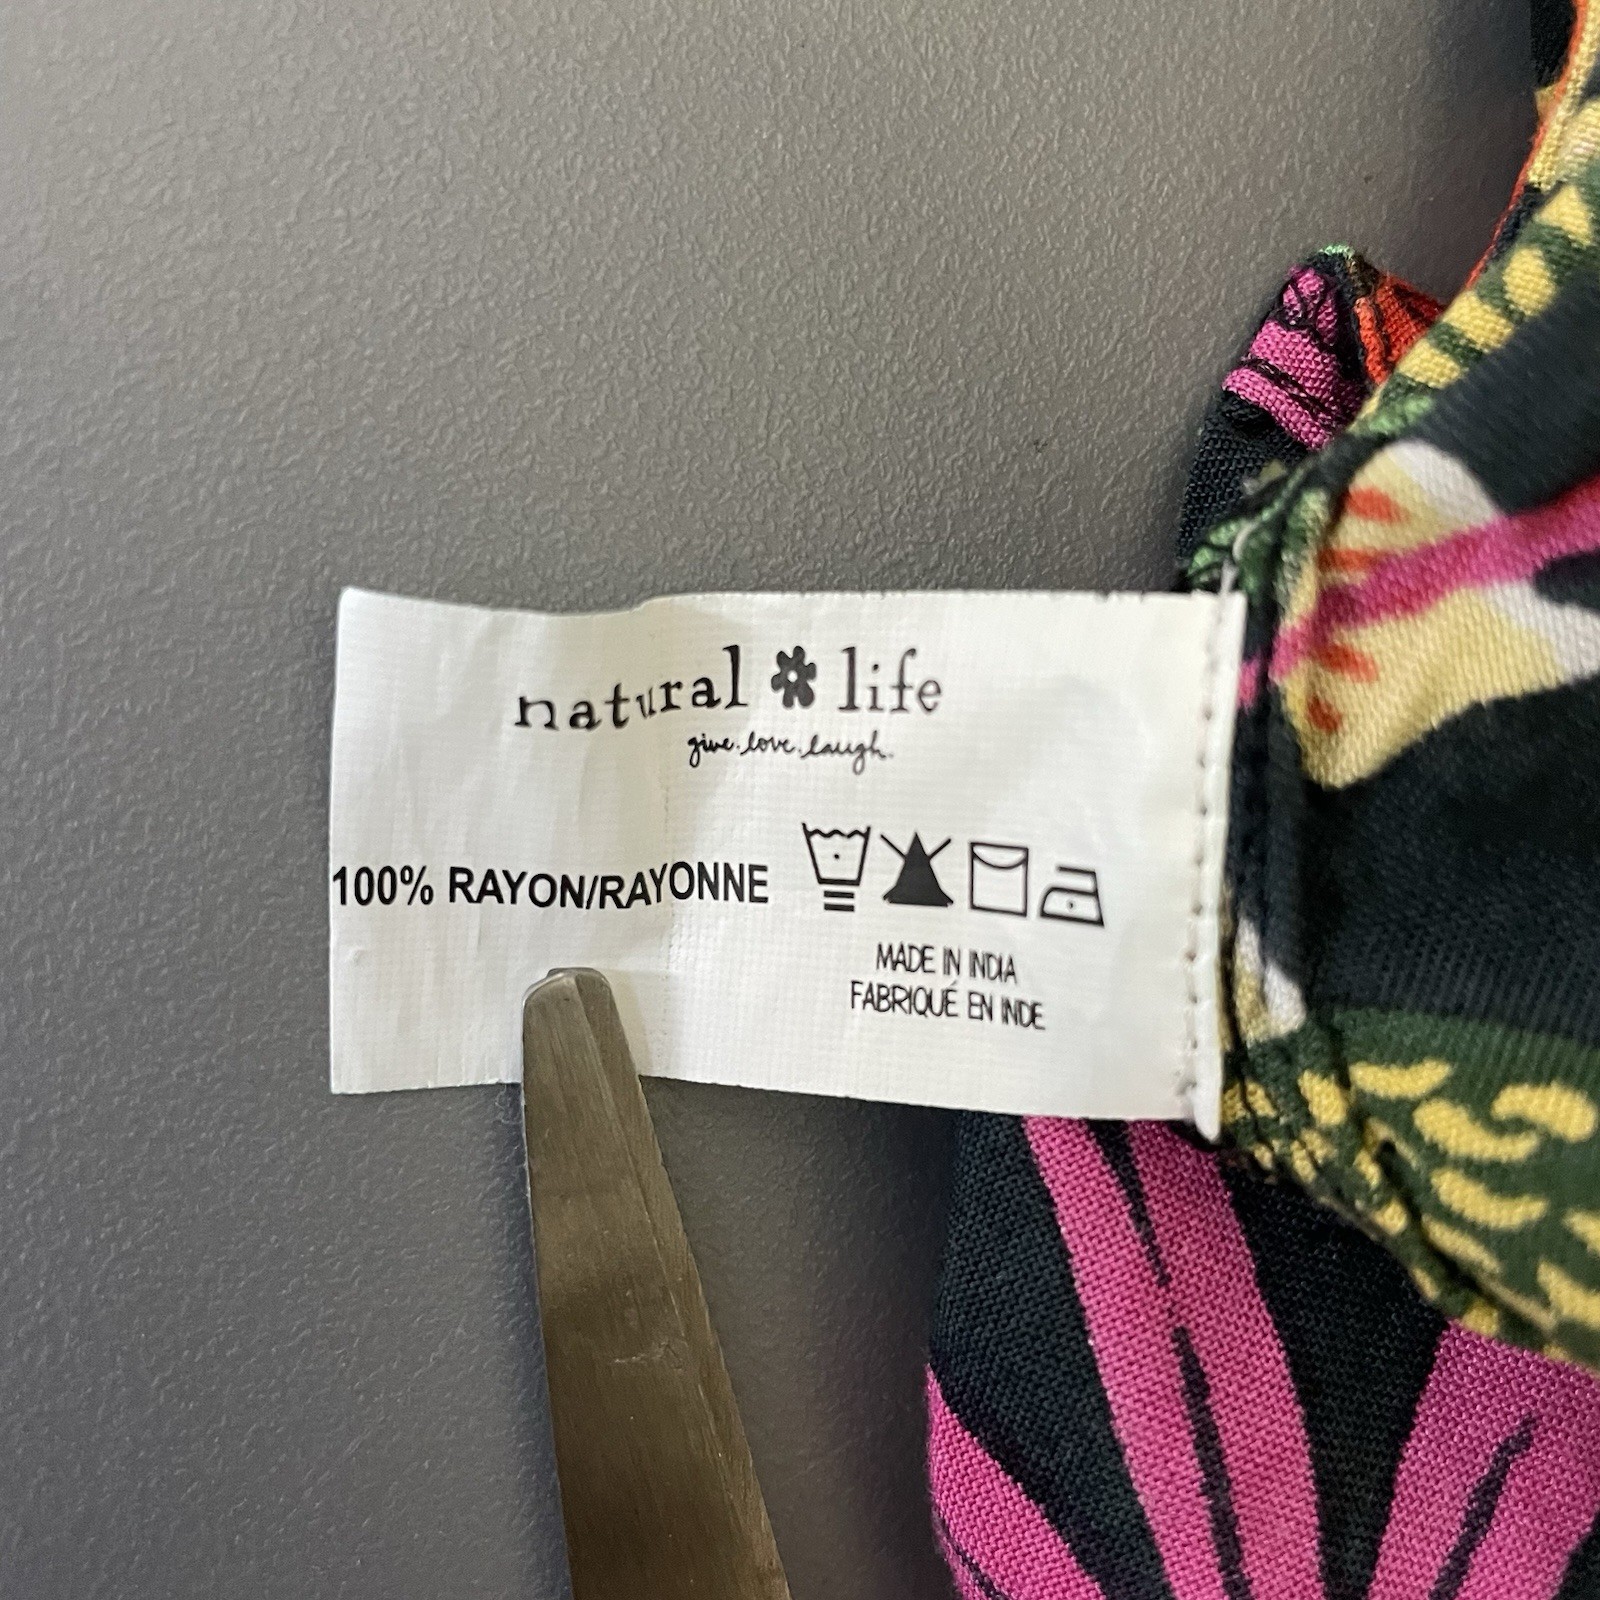 natural life
give.love.laugh.
100% RAYON/RAYONNE
MADE IN INDIA
FABRIQUÉ EN INDE